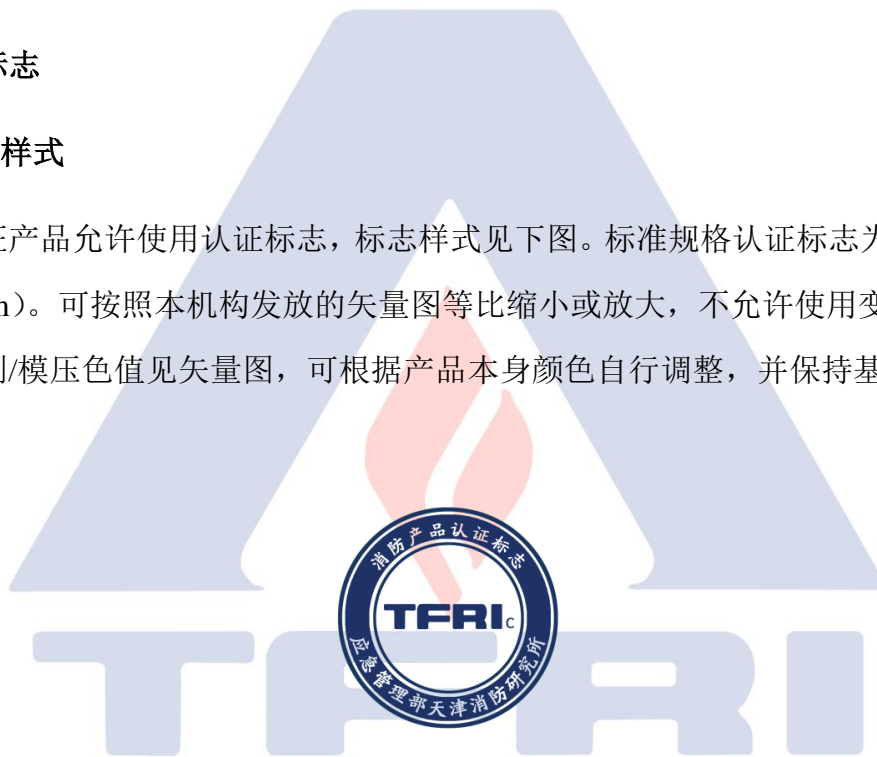 标志
样式
证产品允许使用认证标志，标志样式见下图。标准规格认证标志为
）。可按照本机构发放的矢量图等比缩小或放大，不允许使用变
/模压色值见矢量图，可根据产品本身颜色自行调整，并保持基
消防产品认证标志
TFRI c
应急管理部天津消防研究所
TFRI